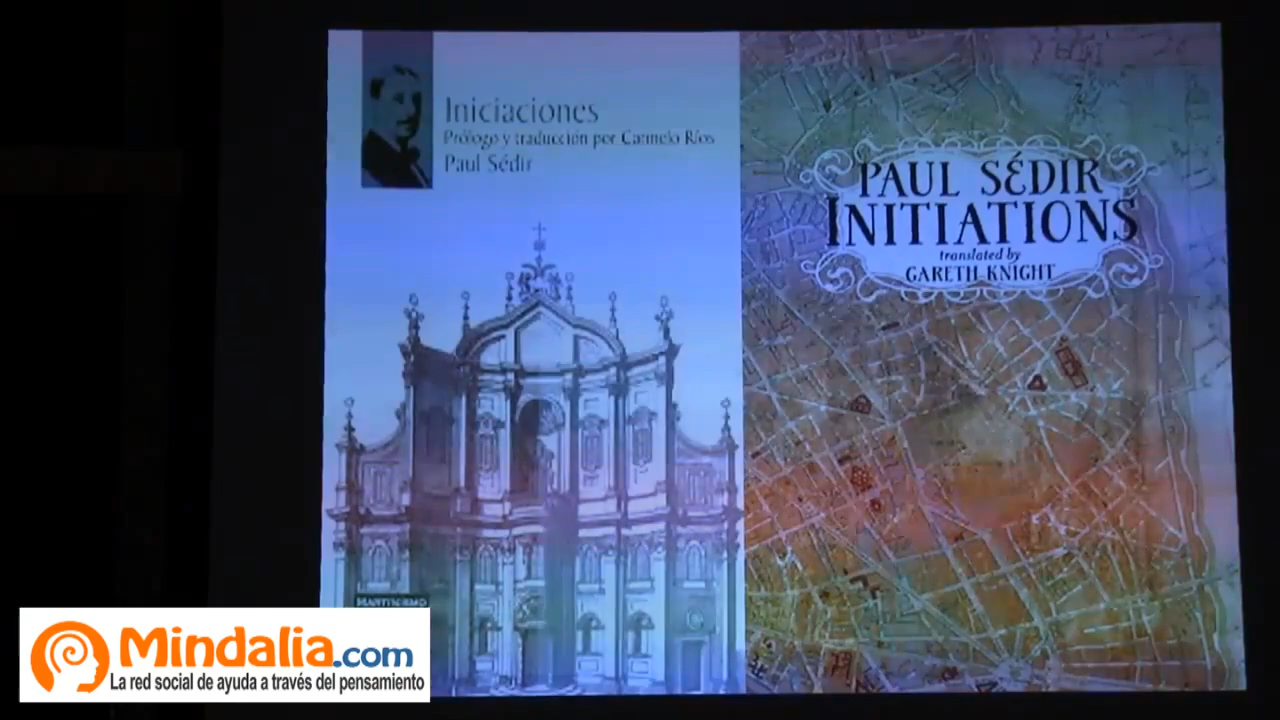 Iniciaciones
Prólogo y traducción por Carmelo Ríos
Paul Sédir
MARTINISMO
PAUL SÉDIR
INITIATIONS
translated by
GARETH KNIGHT
Mindalia.com
La red social de ayuda a través del pensamiento